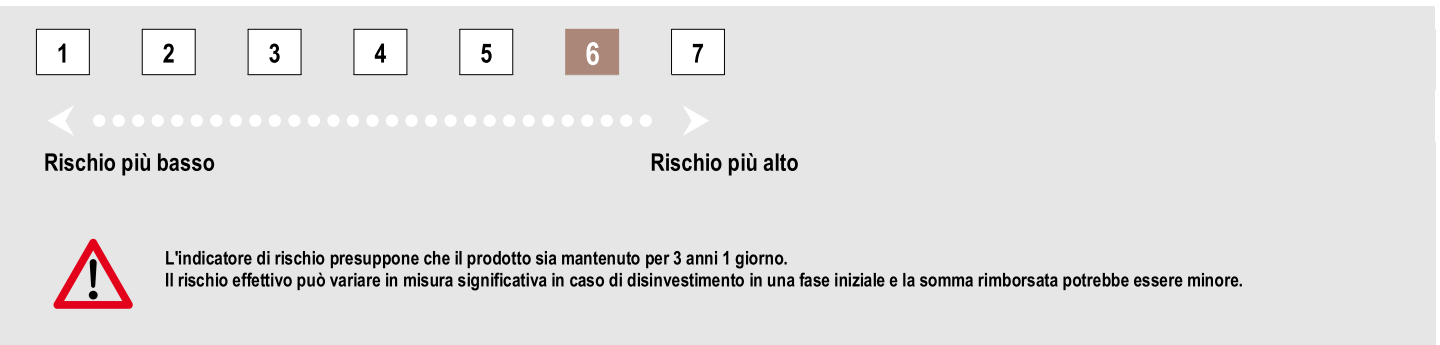 1 2 3 4 5 6 7
Rischio più basso Rischio più alto
L'indicatore di rischio presuppone che il prodotto sia mantenuto per 3 anni 1 giorno.
Il rischio effettivo può variare in misura significativa in caso di disinvestimento in una fase iniziale e la somma rimborsata potrebbe essere minore.